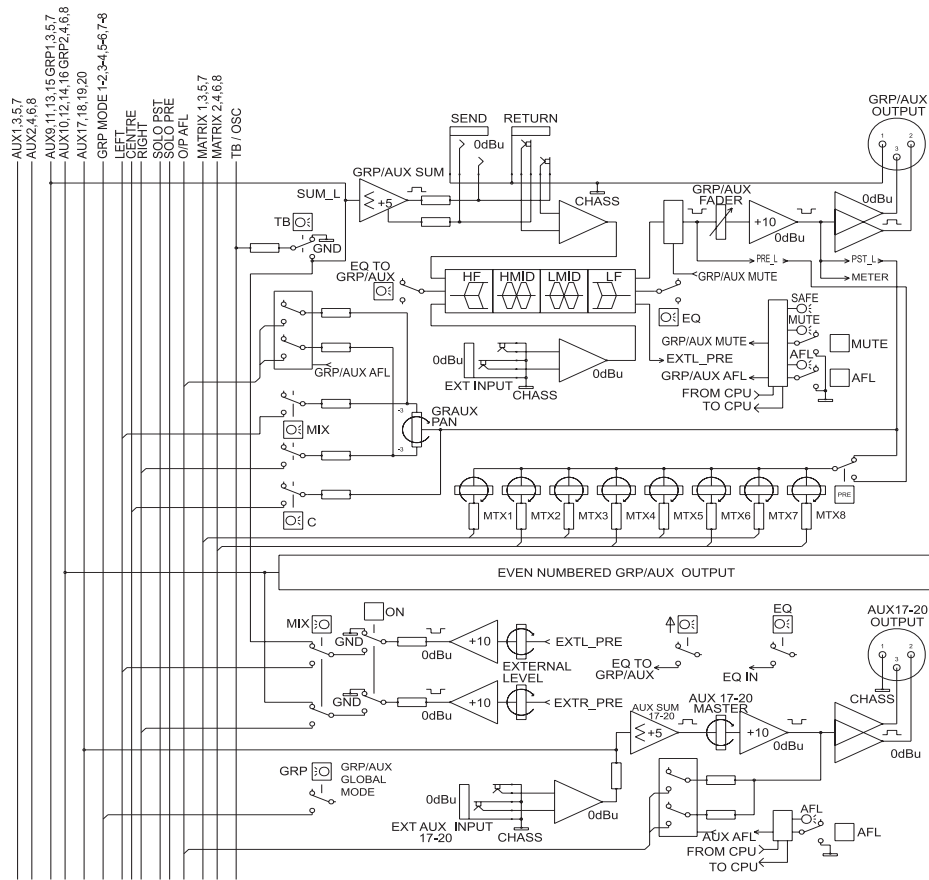 AUX1,3,5,7
AUX2,4,6,8
AUX9,11,13,15 GRP1,3,5,7
AUX10,12,14,16 GRP2,4,6,8
AUX17,18,19,20
GRP MODE 1-2,3-4,5-6,7-8
LEFT
CENTRE
RIGHT
SOLO PST
SOLO PRE
O/P AFL
MATRIX 1,3,5,7
MATRIX 2,4,6,8
TB / OSC
SEND
RETURN
0dBu
GRP/AUX
OUTPUT
1
2
3
GRP/AUX SUM
SUM_L
+5
CHASS
GRP/AUX
FADER
+10
0dBu
0dBu
TB
GND
PRE_L
PST_L
METER
EQ TO
GRP/AUX
HF
HMID
LMID
LF
GRP/AUX MUTE
EQ
SAFE
MUTE
GRP/AUX MUTE
MUTE
AFL
EXTL_PRE
0dBu
EXT INPUT
0dBu
CHASS
GRP/AUX AFL
GRP/AUX AFL
AFL
FROM CPU
TO CPU
-3
GRAUX
PAN
-3
MIX
C
PRE
MTX1
MTX2
MTX3
MTX4
MTX5
MTX6
MTX7
MTX8
EVEN NUMBERED GRP/AUX OUTPUT
MIX
ON
GND
+10
0dBu
EXTL_PRE
EXTERNAL
LEVEL
GND
+10
0dBu
EXTR_PRE
EQ TO
GRP/AUX
EQ
EQ IN
AUX17-20
OUTPUT
1
2
3
CHASS
AUX SUM
17-20
+5
AUX 17-20
MASTER
+10
0dBu
0dBu
GRP
GRP/AUX
GLOBAL
MODE
0dBu
EXT AUX INPUT
17-20
CHASS
0dBu
AUX AFL
AFL
AFL
FROM CPU
TO CPU